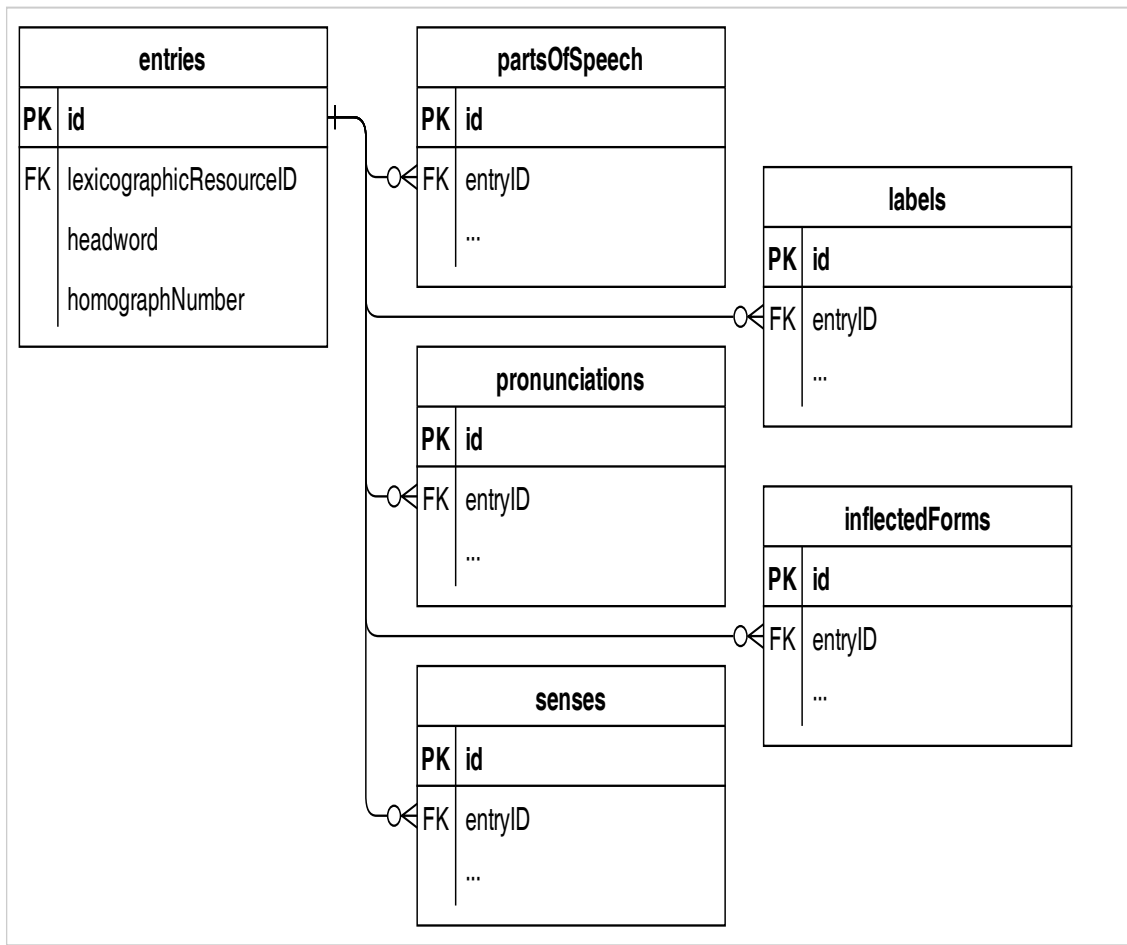 entries
PK id
FK lexicographicResourceID
headword
homographNumber
partsOfSpeech
PK id
FK entryID
...
labels
PK id
FK entryID
...
pronunciations
PK id
FK entryID
...
inflectedForms
PK id
FK entryID
...
senses
PK id
FK entryID
...